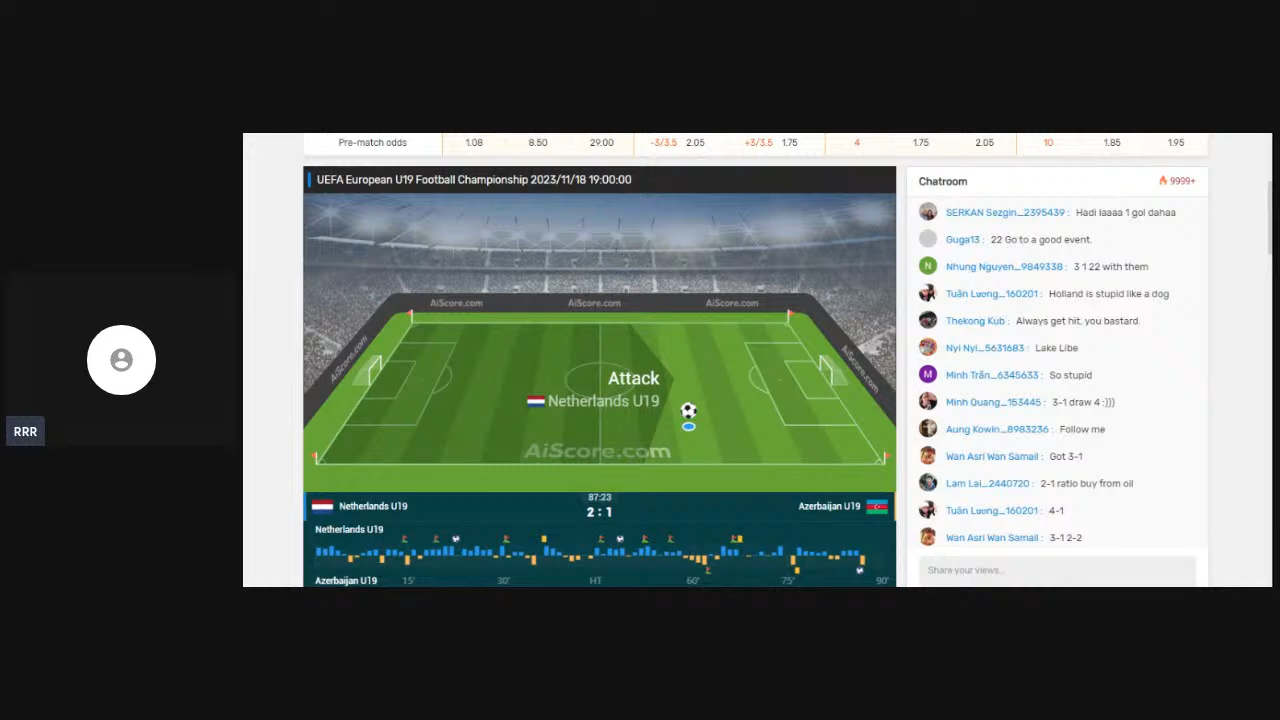 Pre-match odds 1.08 8.50 29.00 -3/3.5 2.05 +3/3.5 1.75 4 1.75 2.05 10 1.85 1.95
UEFA European U19 Football Championship 2023/11/18 19:00:00
AiScore.com AiScore.com AiScore.com
AiScore.com AiScore.com
Attack
Netherlands U19
AiScore.com
87:23
Netherlands U19 2 : 1 Azerbaijan U19
Netherlands U19
Azerbaijan U19 15' 30' HT 60' 75' 90'
Chatroom 9999+
SERKAN Sezgin_2395439 : Hadi laaaa 1 gol dahaa
Guga13 : 22 Go to a good event.
N Nhung Nguyen_9849338 : 3 1 22 with them
Tuân Lương_160201 : Holland is stupid like a dog
Thekong Kub : Always get hit, you bastard.
Nyi Nyi_5631683 : Lake Libe
M Minh Trần_6345633 : So stupid
Minh Quang_153445 : 3-1 draw 4 :)))
Aung Kowin_8983236 : Follow me
Wan Asri Wan Samail : Got 3-1
Lam Lai_2440720 : 2-1 ratio buy from oil
Tuân Lương_160201 : 4-1
Wan Asri Wan Samail : 3-1 2-2
Share your views...
RRR